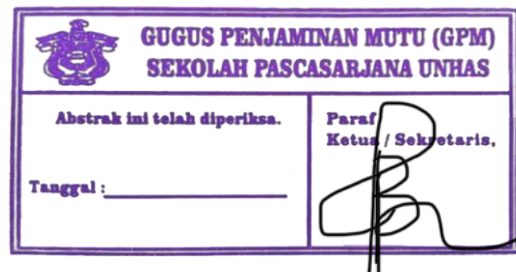 GUGUS PENJAMINAN MUTU (GPM)
SEKOLAH PASCASARJANA UNHAS
Abstrak ini telah diperiksa.
Tanggal :
Paraf
Ketua / Sekretaris,